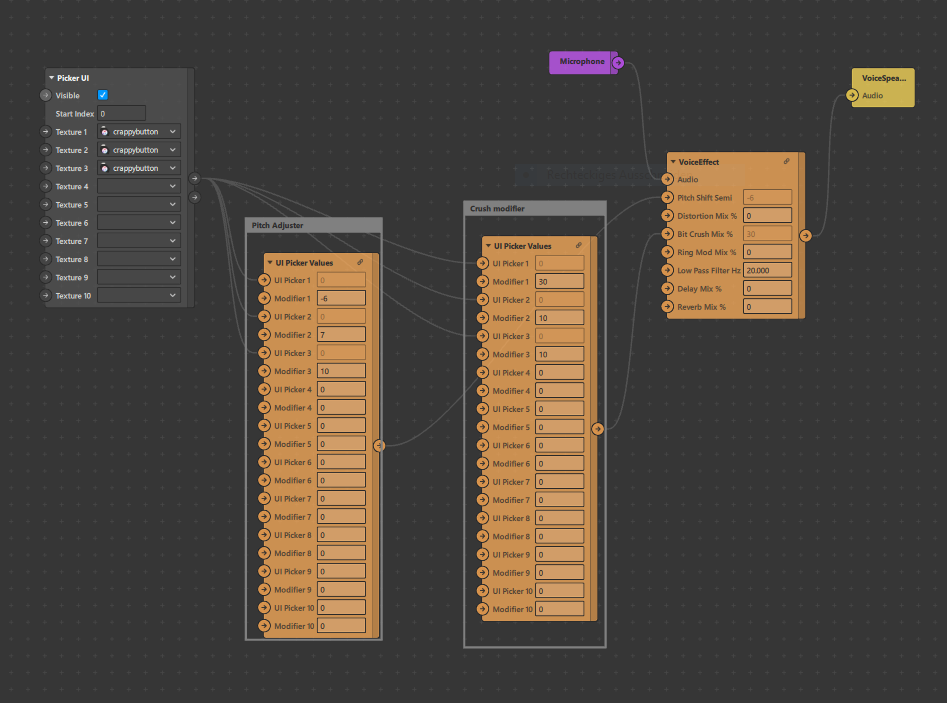 Picker UI
Visible
Start Index 0
Texture 1 crappybutton
Texture 2 crappybutton
Texture 3 crappybutton
Texture 4
Texture 5
Texture 6
Texture 7
Texture 8
Texture 9
Texture 10
Pitch Adjuster
UI Picker Values
UI Picker 1 0
Modifier 1 -6
UI Picker 2 0
Modifier 2 7
UI Picker 3 0
Modifier 3 10
UI Picker 4 0
Modifier 4 0
UI Picker 5 0
Modifier 5 0
UI Picker 6 0
Modifier 6 0
UI Picker 7 0
Modifier 7 0
UI Picker 8 0
Modifier 8 0
UI Picker 9 0
Modifier 9 0
UI Picker 10 0
Modifier 10 0
Crush modifier
UI Picker Values
UI Picker 1 0
Modifier 1 30
UI Picker 2 0
Modifier 2 10
UI Picker 3 0
Modifier 3 10
UI Picker 4 0
Modifier 4 0
UI Picker 5 0
Modifier 5 0
UI Picker 6 0
Modifier 6 0
UI Picker 7 0
Modifier 7 0
UI Picker 8 0
Modifier 8 0
UI Picker 9 0
Modifier 9 0
UI Picker 10 0
Modifier 10 0
Microphone
VoiceEffect
Audio
Pitch Shift Semi -6
Distortion Mix % 0
Bit Crush Mix % 30
Ring Mod Mix % 0
Low Pass Filter Hz 20.000
Delay Mix % 0
Reverb Mix % 0
VoiceSpea...
Audio